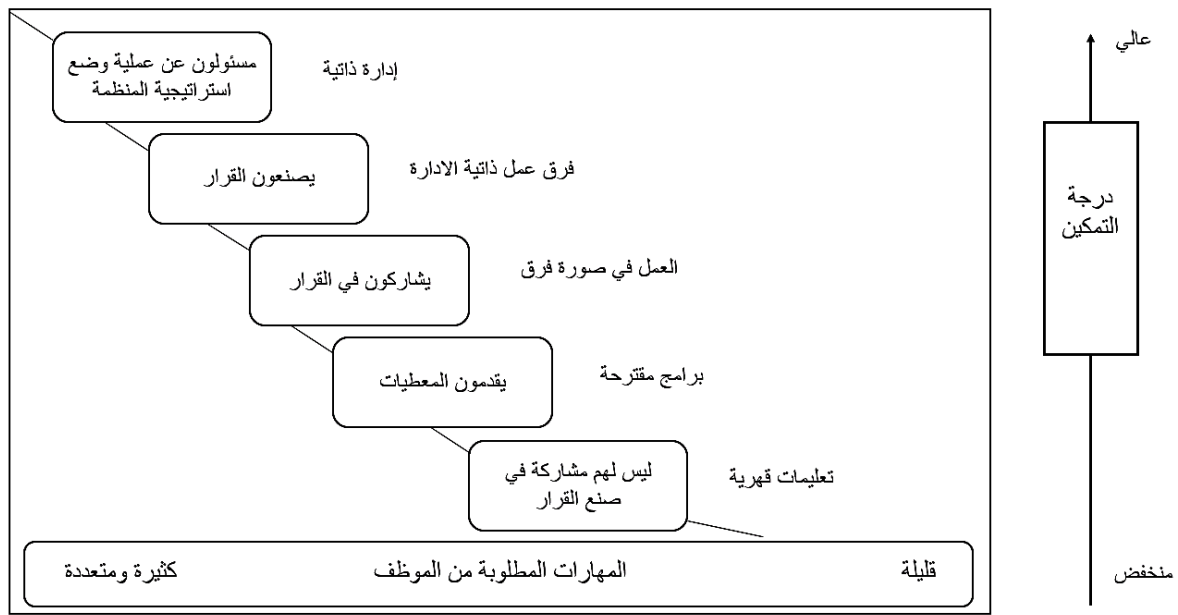 عالي
مسئولون عن عملية وضع
استراتيجية المنظمة
إدارة ذاتية
يصنعون القرار
فرق عمل ذاتية الادارة
درجة
التمكين
يشاركون في القرار
العمل في صورة فرق
يقدمون المعطيات
برامج مقترحة
ليس لهم مشاركة في
صنع القرار
تعليمات قهرية
قليلة
المهارات المطلوبة من الموظف
كثيرة ومتعددة
منخفض